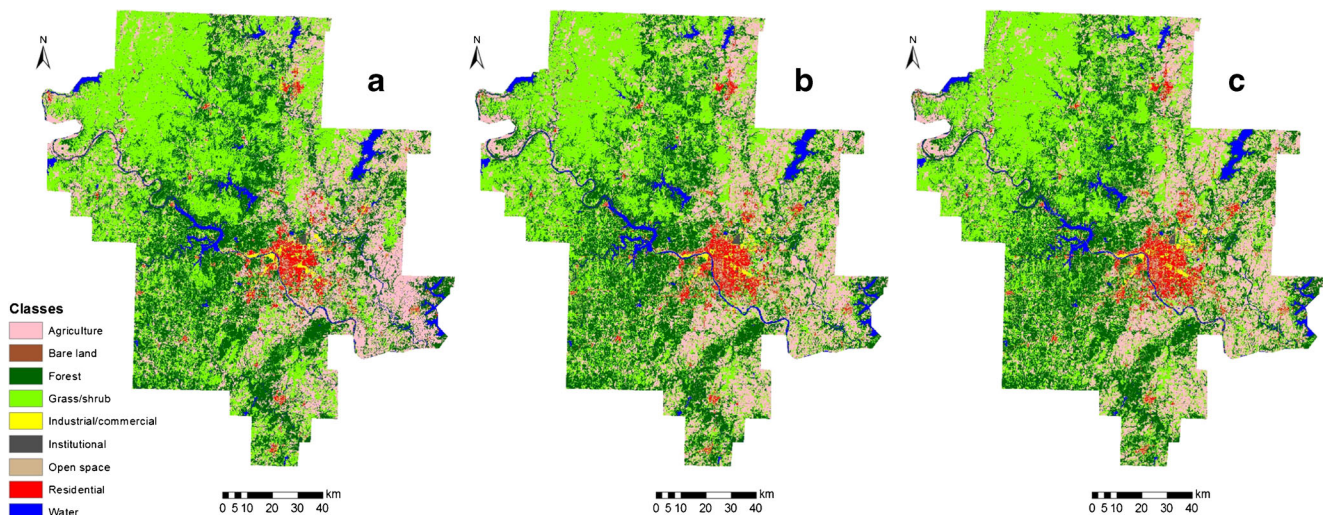 N
a
N
b
N
c
Classes
Agriculture
Bare land
Forest
Grass/shrub
Industrial/commercial
Institutional
Open space
Residential
Water
km
0 5 10 20 30 40
km
0 5 10 20 30 40
km
0 5 10 20 30 40